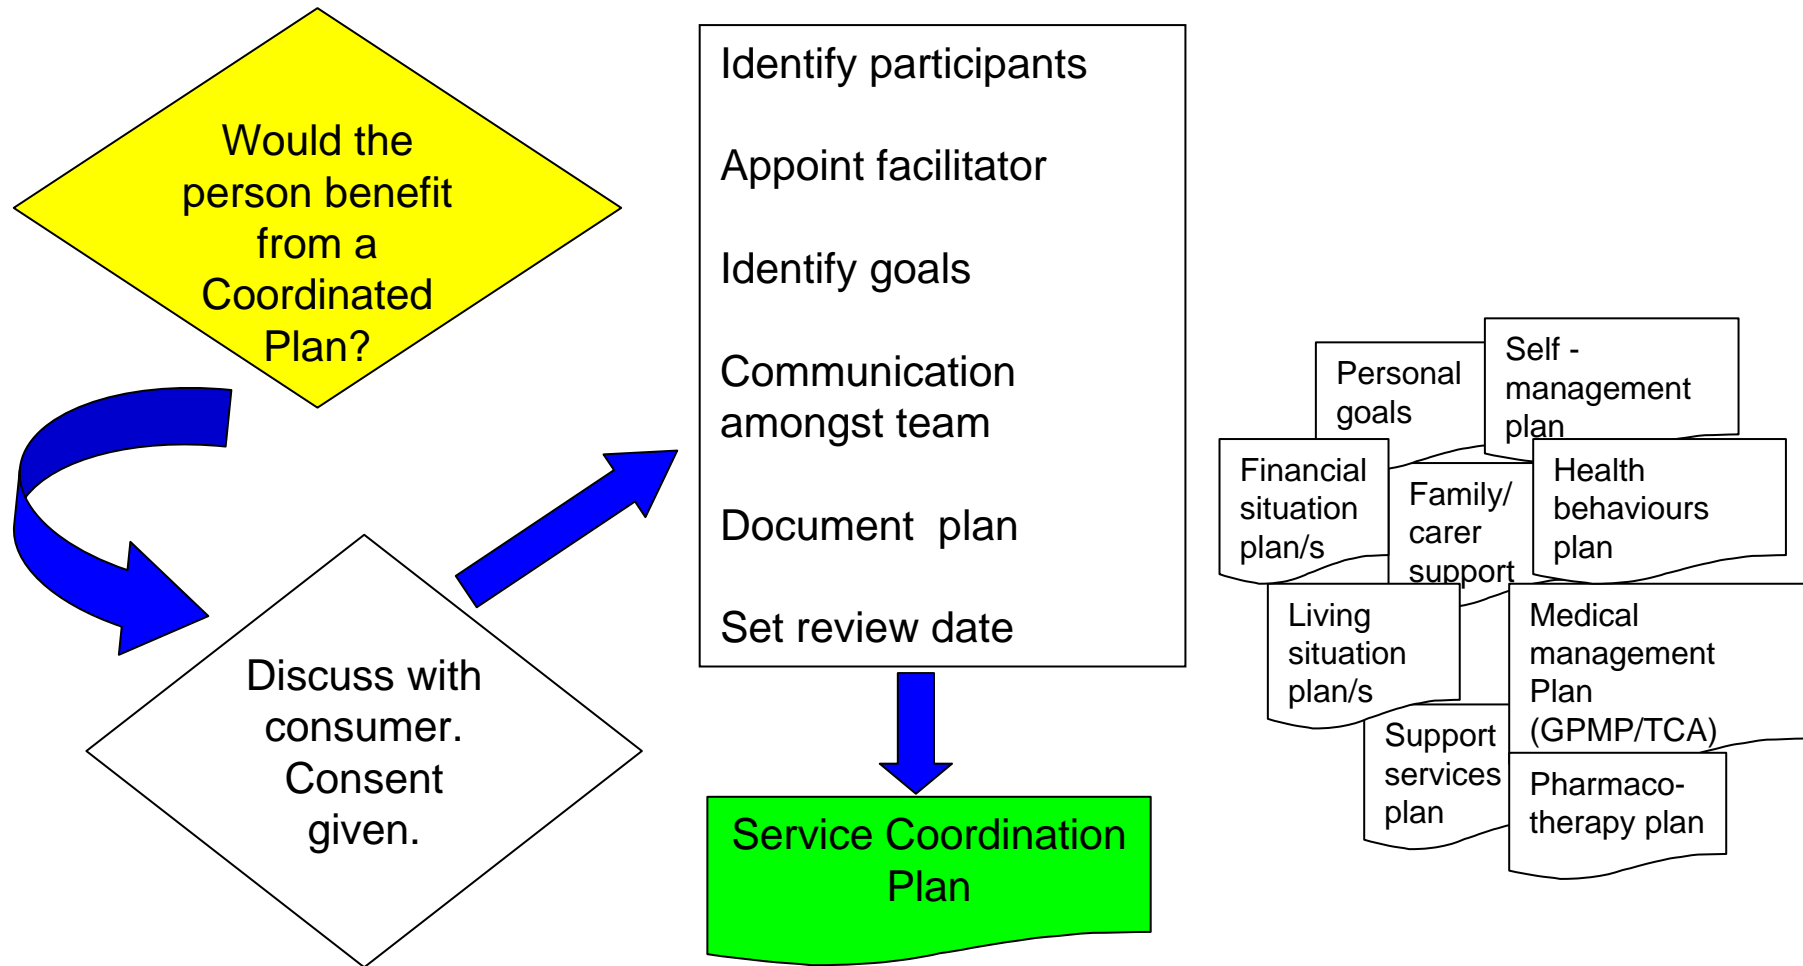 Would the
person benefit
from a
Coordinated
Plan?
Discuss with
consumer.
Consent
given.
Identify participants
Appoint facilitator
Identify goals
Communication
amongst team
Document  plan
Set review date
Service Coordination
Plan
Personal
goals
Self -
management
plan
Financial
situation
plan/s
Family/
carer
support
Health
behaviours
plan
Living
situation
plan/s
Medical
management
Plan
(GPMP/TCA)
Support
services
plan
Pharmaco-
therapy plan